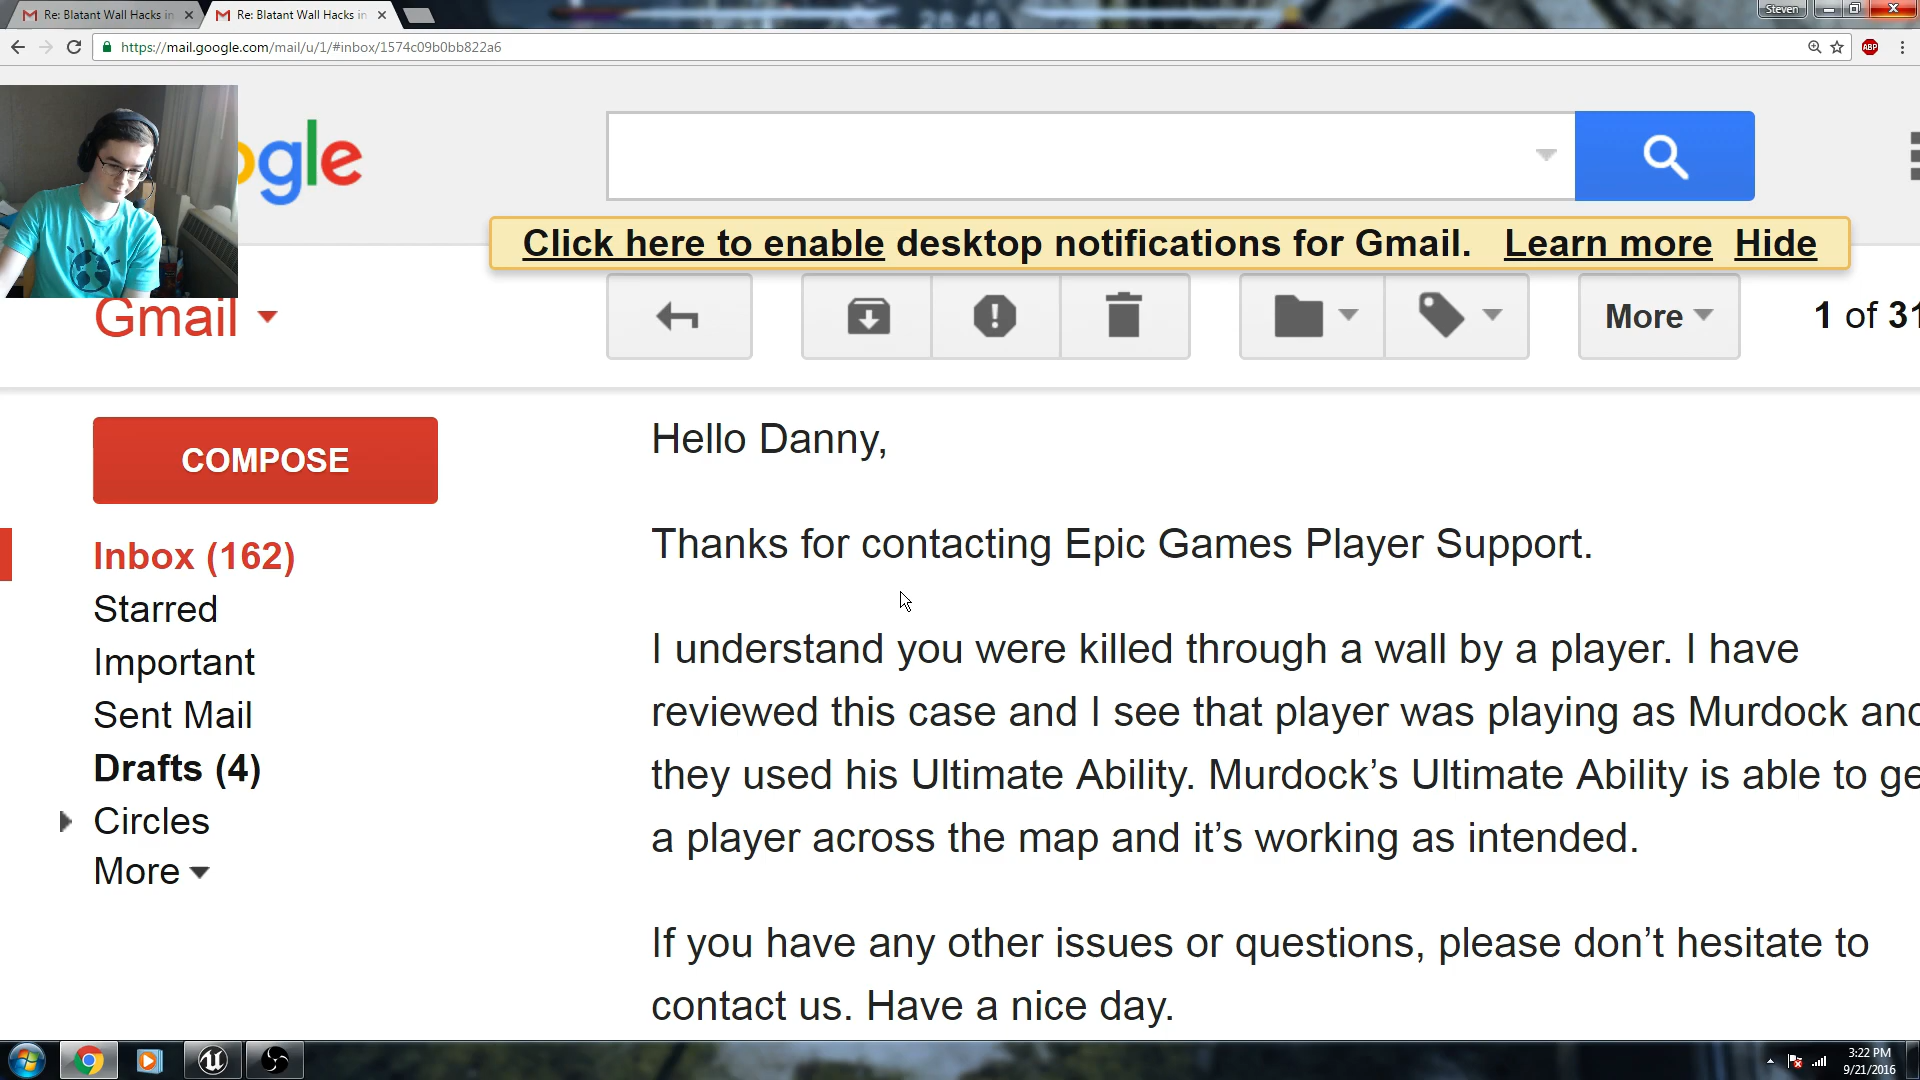 Re: Blatant Wall Hacks in
Re: Blatant Wall Hacks in
Steven
https://mail.google.com/mail/u/1/#inbox/1574c09b0bb822a6
ABP
ogle
Click here to enable desktop notifications for Gmail. Learn more Hide
Gmail
More
1 of 31
COMPOSE
Inbox (162)
Starred
Important
Sent Mail
Drafts (4)
Circles
More
Hello Danny,
Thanks for contacting Epic Games Player Support.
I understand you were killed through a wall by a player. I have
reviewed this case and I see that player was playing as Murdock and
they used his Ultimate Ability. Murdock’s Ultimate Ability is able to ge
a player across the map and it’s working as intended.
If you have any other issues or questions, please don’t hesitate to
contact us. Have a nice day.
3:22 PM
9/21/2016